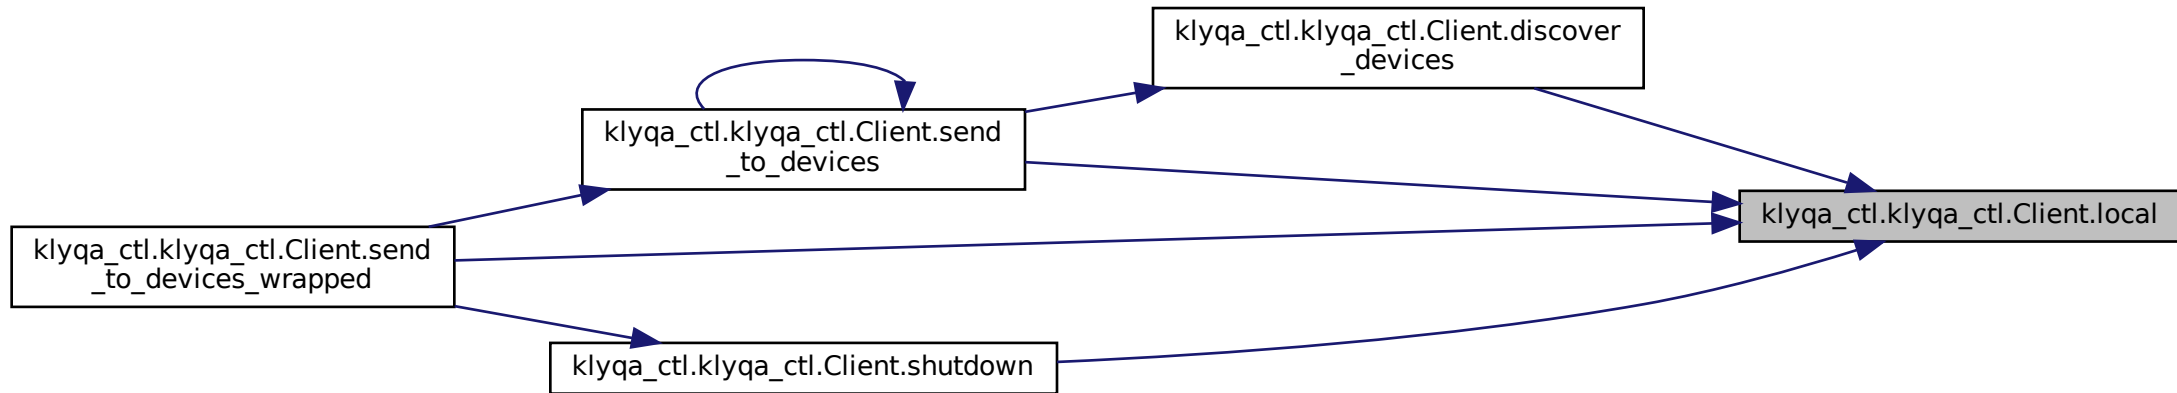 klyqa_ctl.klyqa_ctl.Client.discover
_devices
klyqa_ctl.klyqa_ctl.Client.send
_to_devices
klyqa_ctl.klyqa_ctl.Client.local
klyqa_ctl.klyqa_ctl.Client.send
_to_devices_wrapped
klyqa_ctl.klyqa_ctl.Client.shutdown